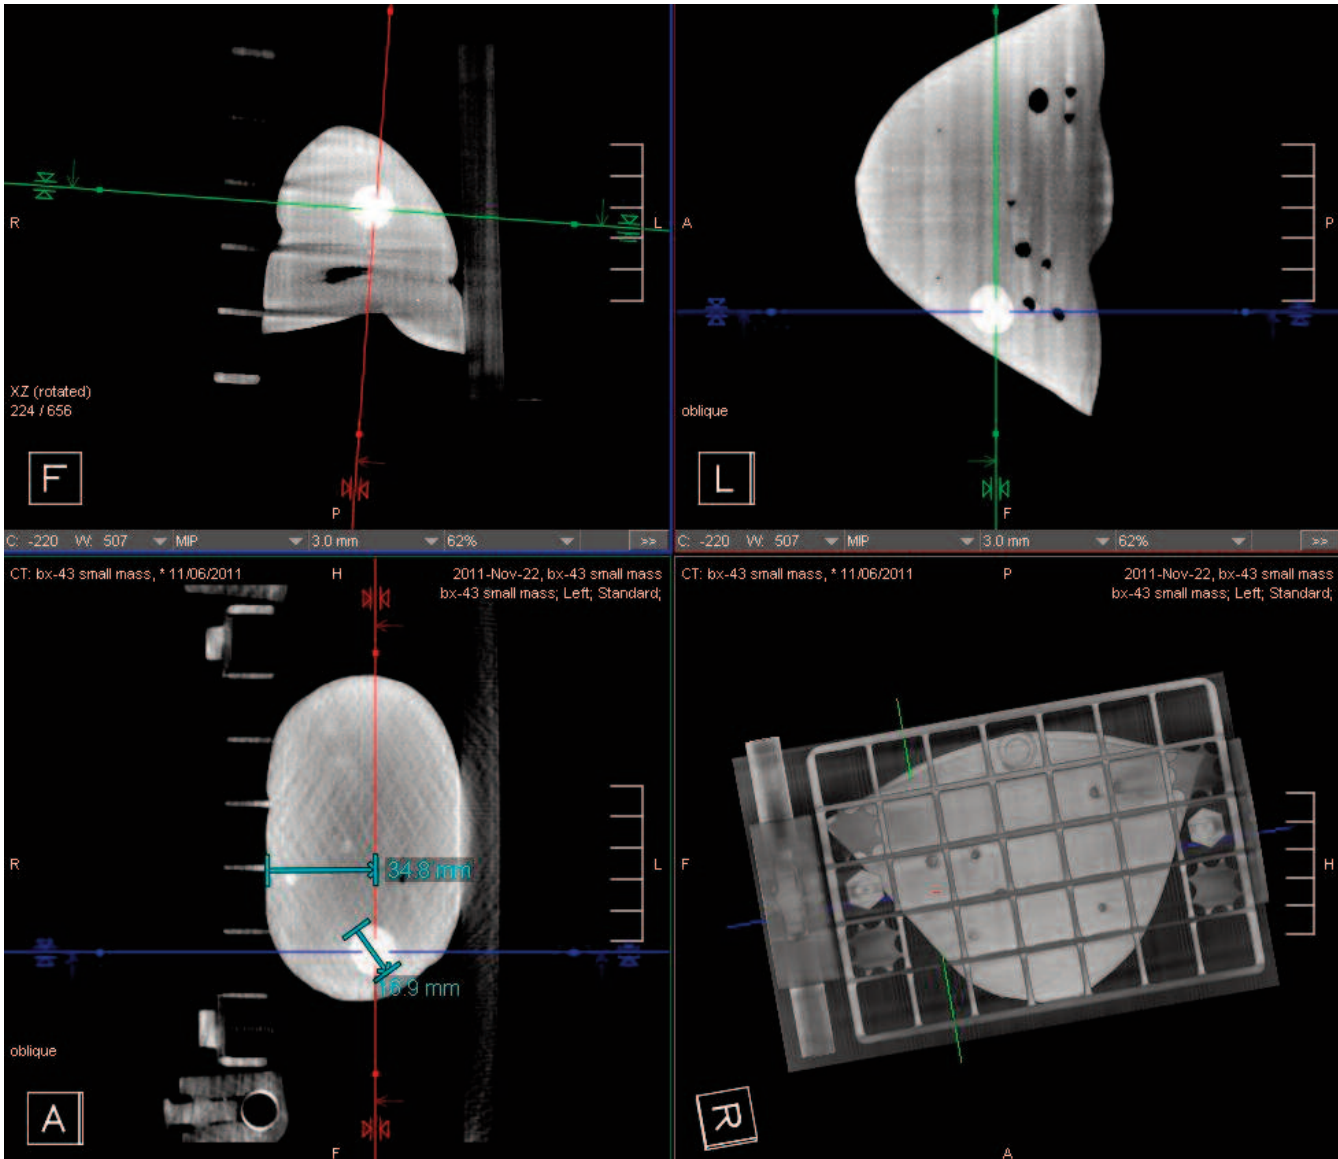 R
L
XZ (rotated)
224 / 656
F
P
C: -220 W: 507 MIP 3.0 mm 62% >>
A
P
oblique
L
F
C: -220 W: 507 MIP 3.0 mm 62% >>
CT: bx-43 small mass, * 11/06/2011
H
2011-Nov-22, bx-43 small mass
bx-43 small mass; Left; Standard;
R
34.8 mm
L
16.9 mm
oblique
A
F
CT: bx-43 small mass, * 11/06/2011
P
2011-Nov-22, bx-43 small mass
bx-43 small mass; Left; Standard;
F
H
R
A